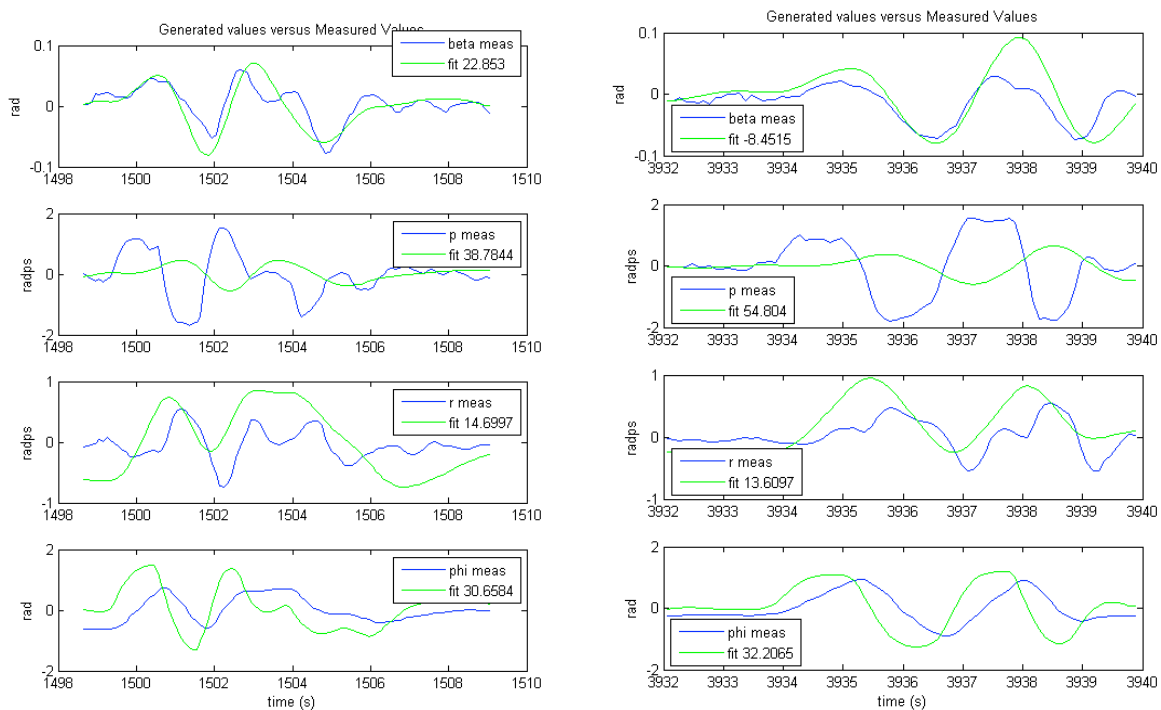 Generated values versus Measured Values
rad
0.1
0
-0.1
beta meas
fit 22.853
1498 1500 1502 1504 1506 1508 1510
radps
2
0
-2
p meas
fit 38.7844
1498 1500 1502 1504 1506 1508 1510
radps
1
0
-1
r meas
fit 14.6997
1498 1500 1502 1504 1506 1508 1510
rad
2
0
-2
phi meas
fit 30.6584
1498 1500 1502 1504 1506 1508 1510
time (s)
Generated values versus Measured Values
rad
0.1
0
-0.1
beta meas
fit -8.4515
3932 3933 3934 3935 3936 3937 3938 3939 3940
radps
2
0
-2
p meas
fit 54.804
3932 3933 3934 3935 3936 3937 3938 3939 3940
radps
1
0
-1
r meas
fit 13.6097
3932 3933 3934 3935 3936 3937 3938 3939 3940
rad
2
0
-2
phi meas
fit 32.2065
3932 3933 3934 3935 3936 3937 3938 3939 3940
time (s)